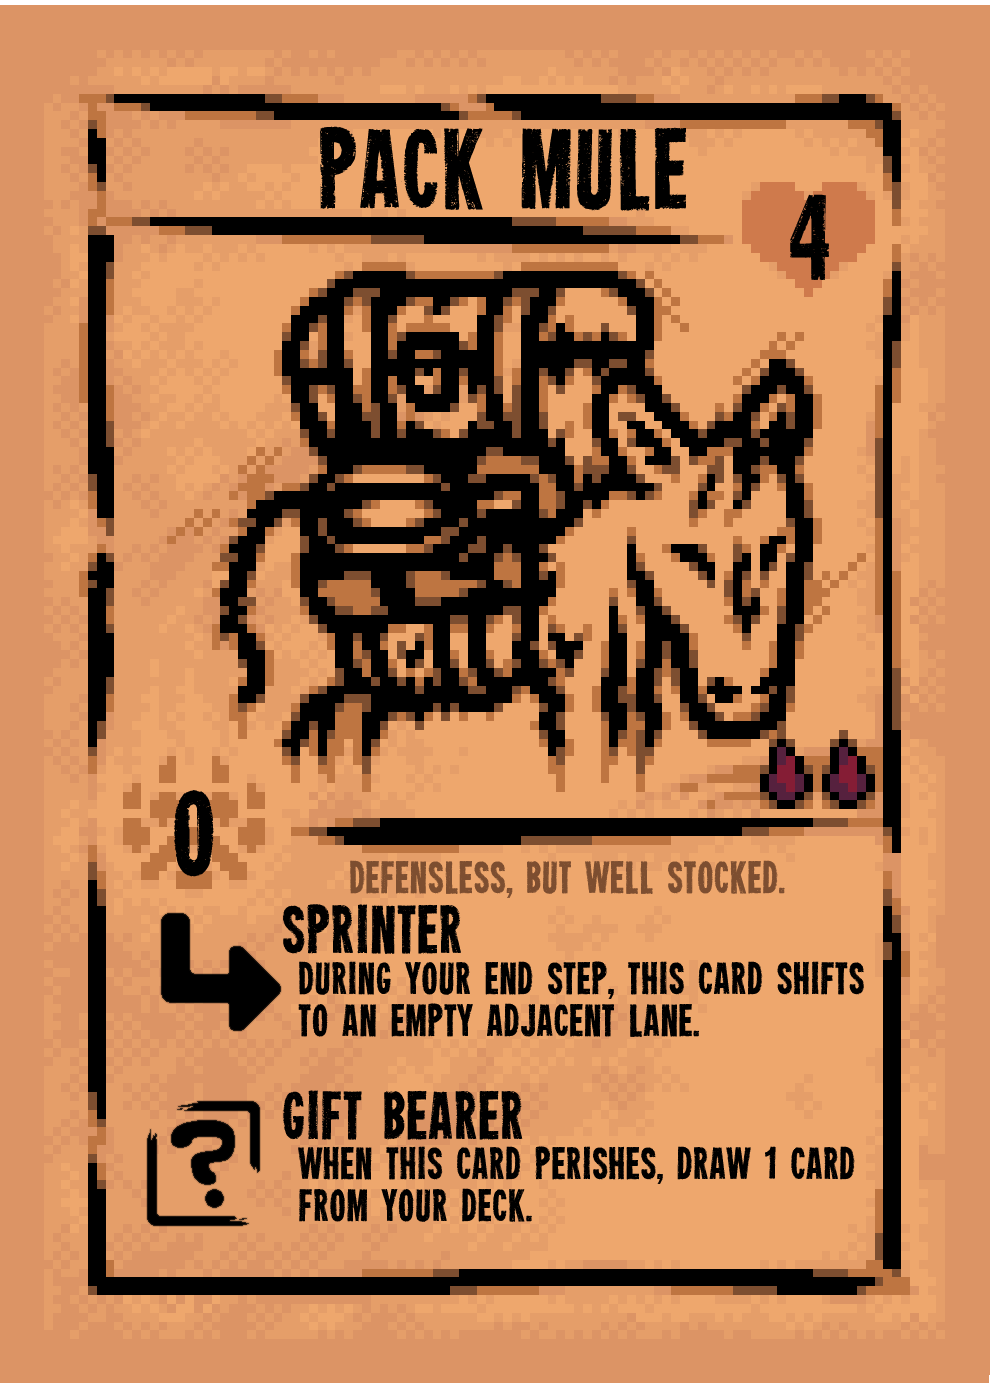 PACK MULE
4
0
DEFENSLESS, BUT WELL STOCKED.
SPRINTER
DURING YOUR END STEP, THIS CARD SHIFTS
TO AN EMPTY ADJACENT LANE.
?
GIFT BEARER
WHEN THIS CARD PERISHES, DRAW 1 CARD
FROM YOUR DECK.